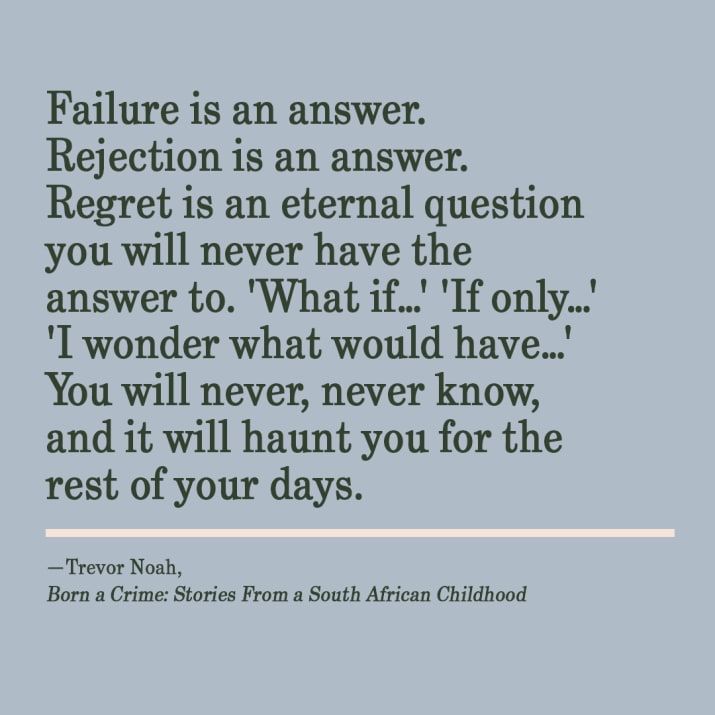 Failure is an answer.
Rejection is an answer.
Regret is an eternal question
you will never have the
answer to. 'What if...' 'If only...'
'I wonder what would have...'
You will never, never know,
and it will haunt you for the
rest of your days.
—Trevor Noah,
Born a Crime: Stories From a South African Childhood